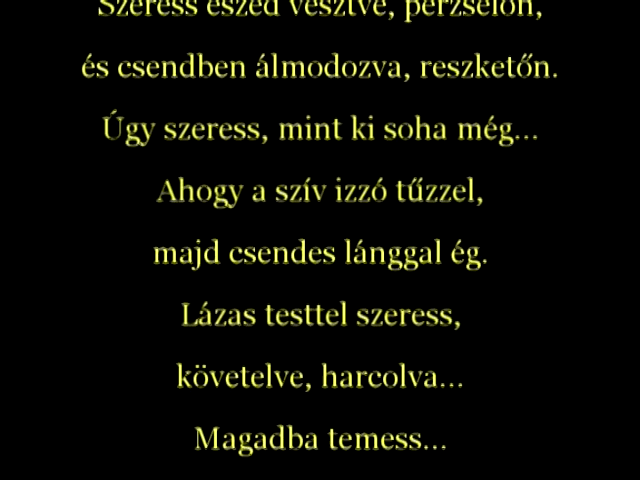 Szeress eszed vesztve, perzselőn,
és csendben álmodozva, reszketőn.
Úgy szeress, mint ki soha még...
Ahogy a szív izzó tűzzel,
majd csendes lánggal ég.
Lázas testtel szeress,
követelve, harcolva...
Magadba temess...